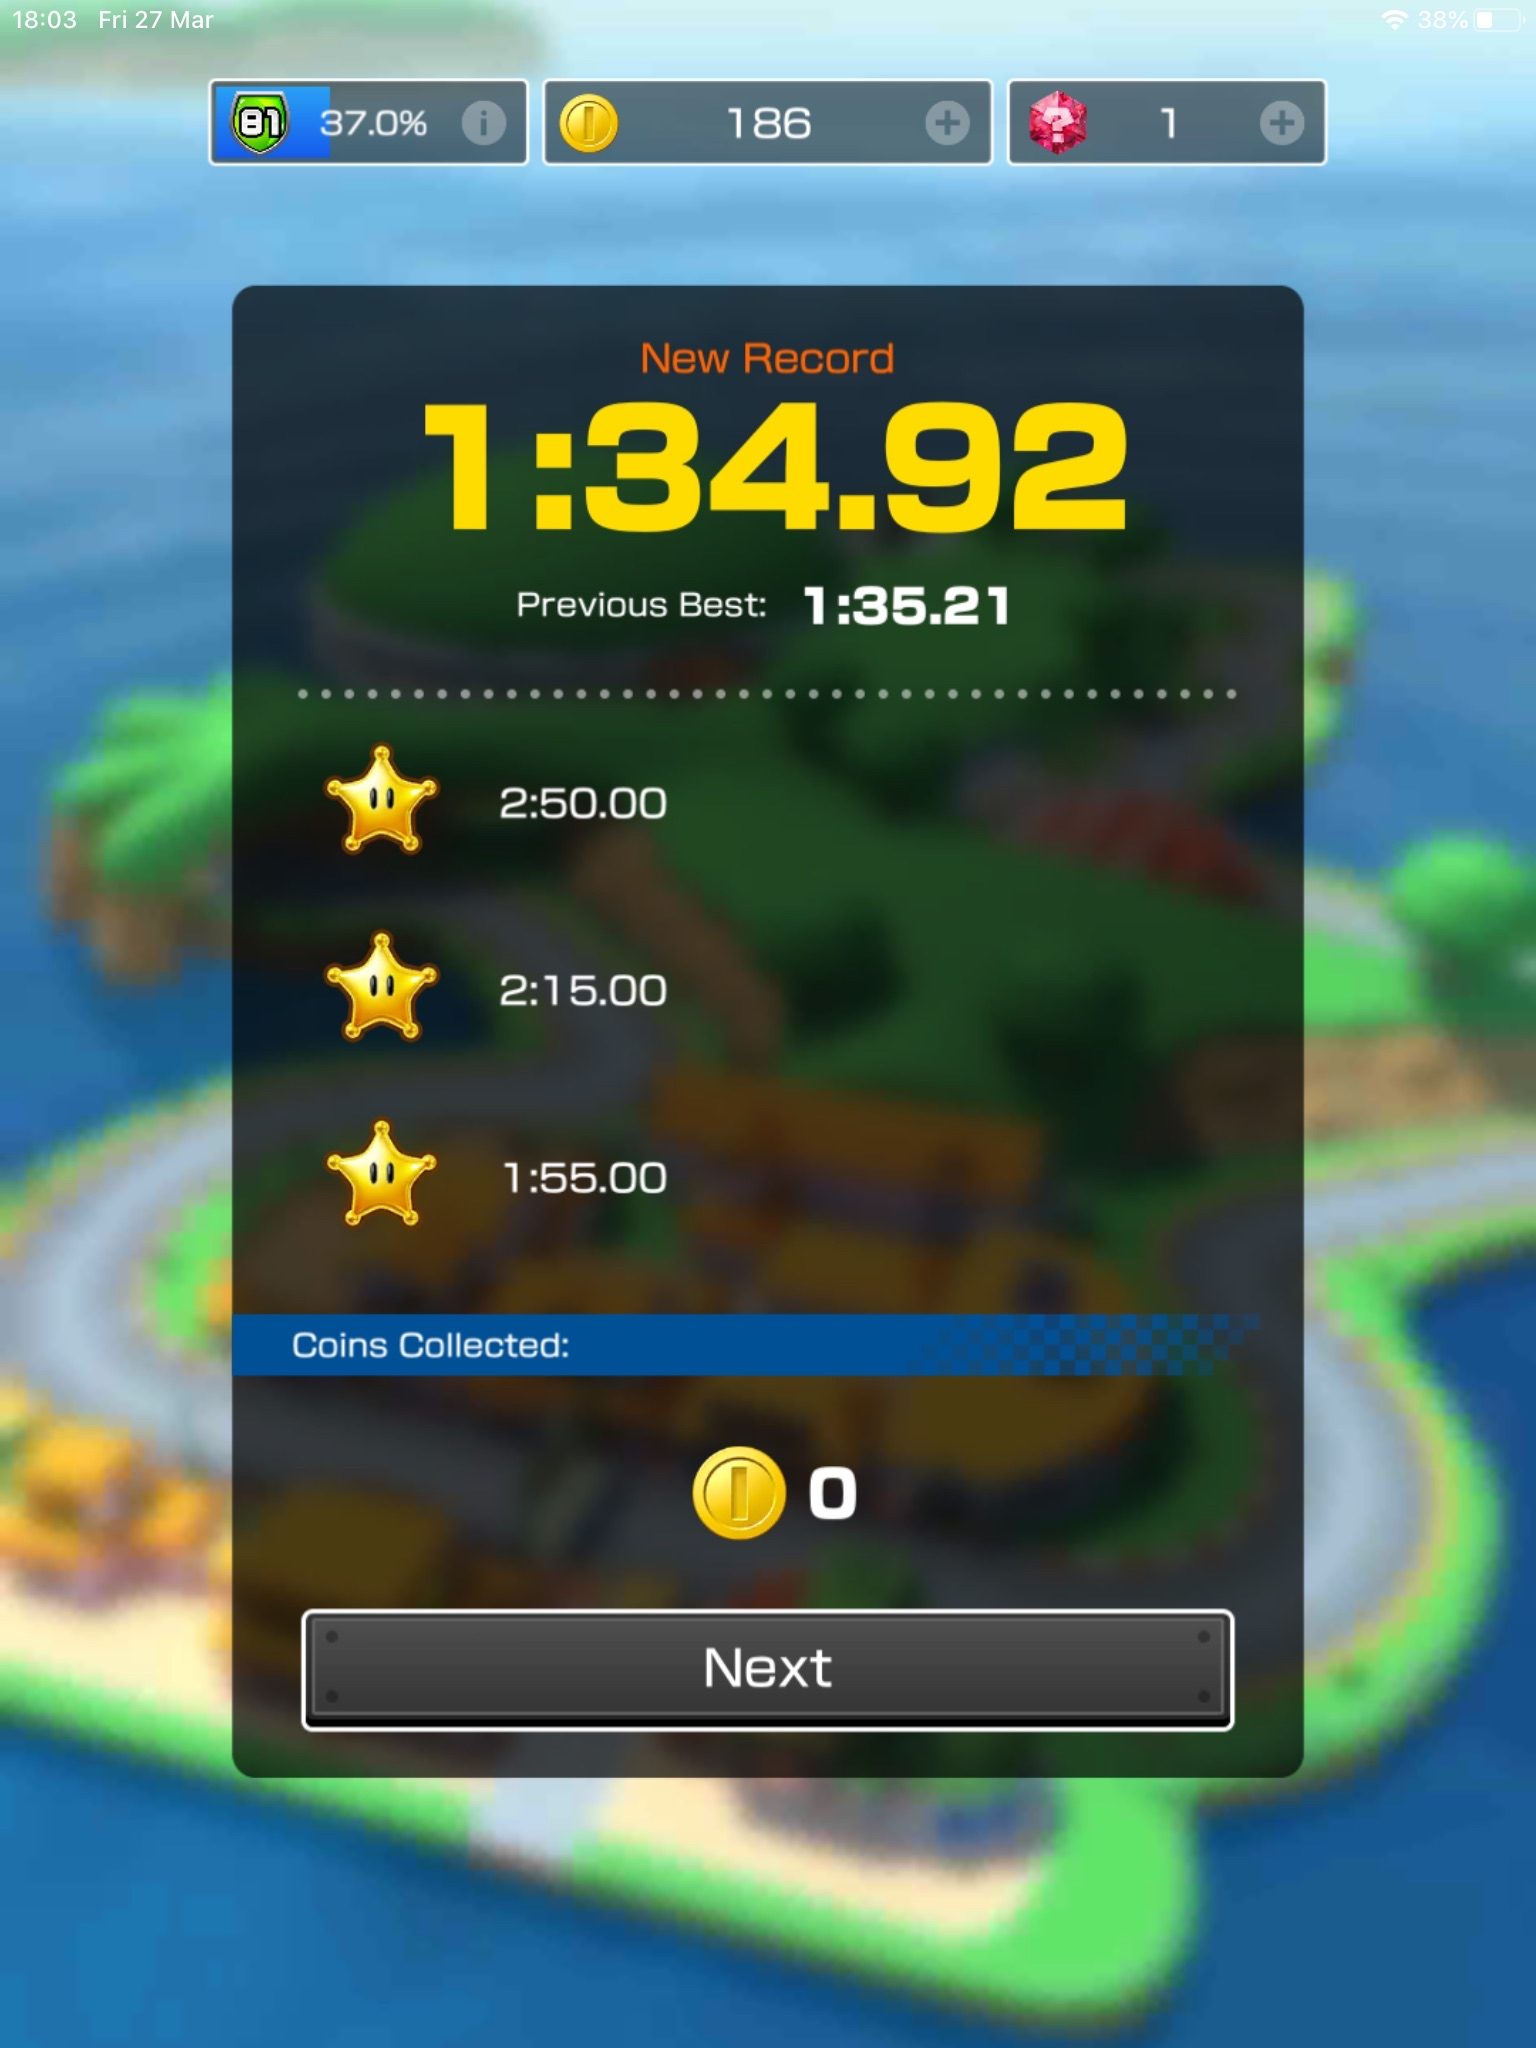 18:03 Fri 27 Mar 38%
81 37.0% i 186 + ? 1 +
New Record
1:34.92
Previous Best: 1:35.21
2:50.00
2:15.00
1:55.00
Coins Collected:
0
Next